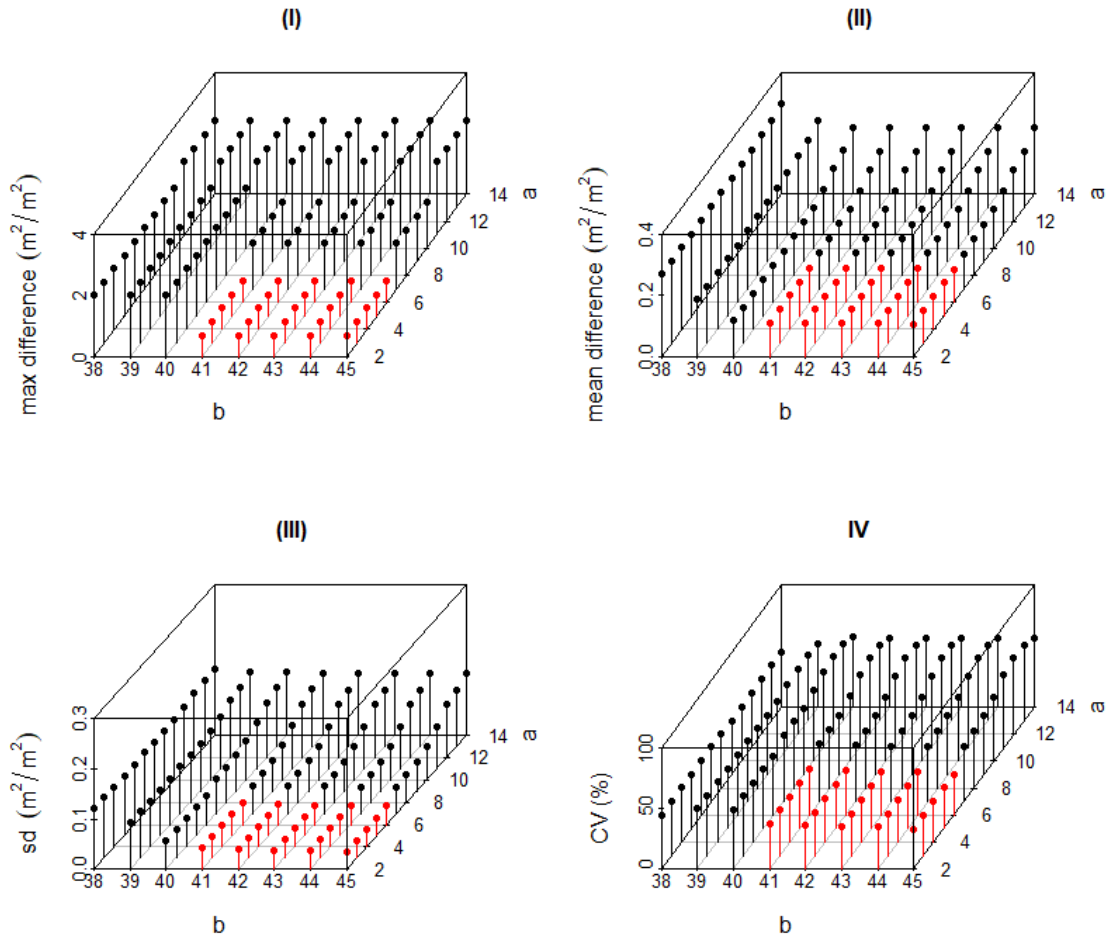 (I)
max difference (m²/m²)
0
2
4
38 39 40 41 42 43 44 45
b
2
4
6
8
10
12
14
a
(II)
mean difference (m²/m²)
0.0
0.2
0.4
38 39 40 41 42 43 44 45
b
2
4
6
8
10
12
14
a
(III)
sd (m²/m²)
0.0
0.1
0.2
0.3
38 39 40 41 42 43 44 45
b
2
4
6
8
10
12
14
a
IV
CV (%)
0
50
100
38 39 40 41 42 43 44 45
b
2
4
6
8
10
12
14
a